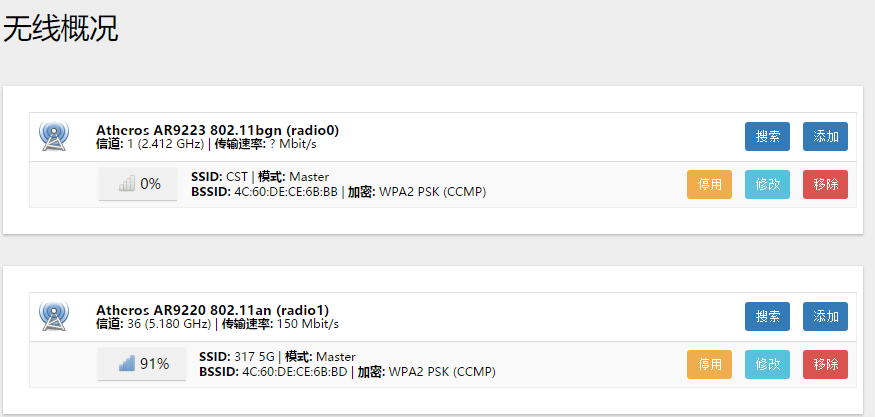 无线概况
Atheros AR9223 802.11bgn (radio0)
信道: 1 (2.412 GHz) | 传输速率: ? Mbit/s
搜索 添加
0%
SSID: CST | 模式: Master
BSSID: 4C:60:DE:CE:6B:BB | 加密: WPA2 PSK (CCMP)
停用 修改 移除
Atheros AR9220 802.11an (radio1)
信道: 36 (5.180 GHz) | 传输速率: 150 Mbit/s
搜索 添加
91%
SSID: 317 5G | 模式: Master
BSSID: 4C:60:DE:CE:6B:BD | 加密: WPA2 PSK (CCMP)
停用 修改 移除